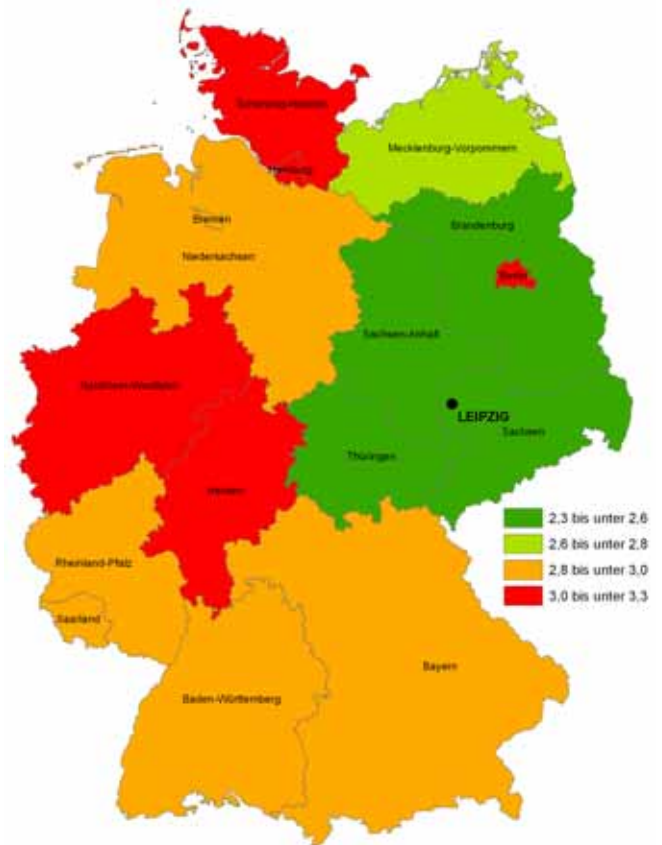 Schleswig-Holstein
Hamburg
Mecklenburg-Vorpommern
Brandenburg
Bremen
Niedersachsen
Berlin
Sachsen-Anhalt
Nordrhein-Westfalen
LEIPZIG
Sachsen
Thüringen
Hessen
2,3 bis unter 2,6
2,6 bis unter 2,8
2,8 bis unter 3,0
3,0 bis unter 3,3
Rheinland-Pfalz
Saarland
Bayern
Baden-Württemberg